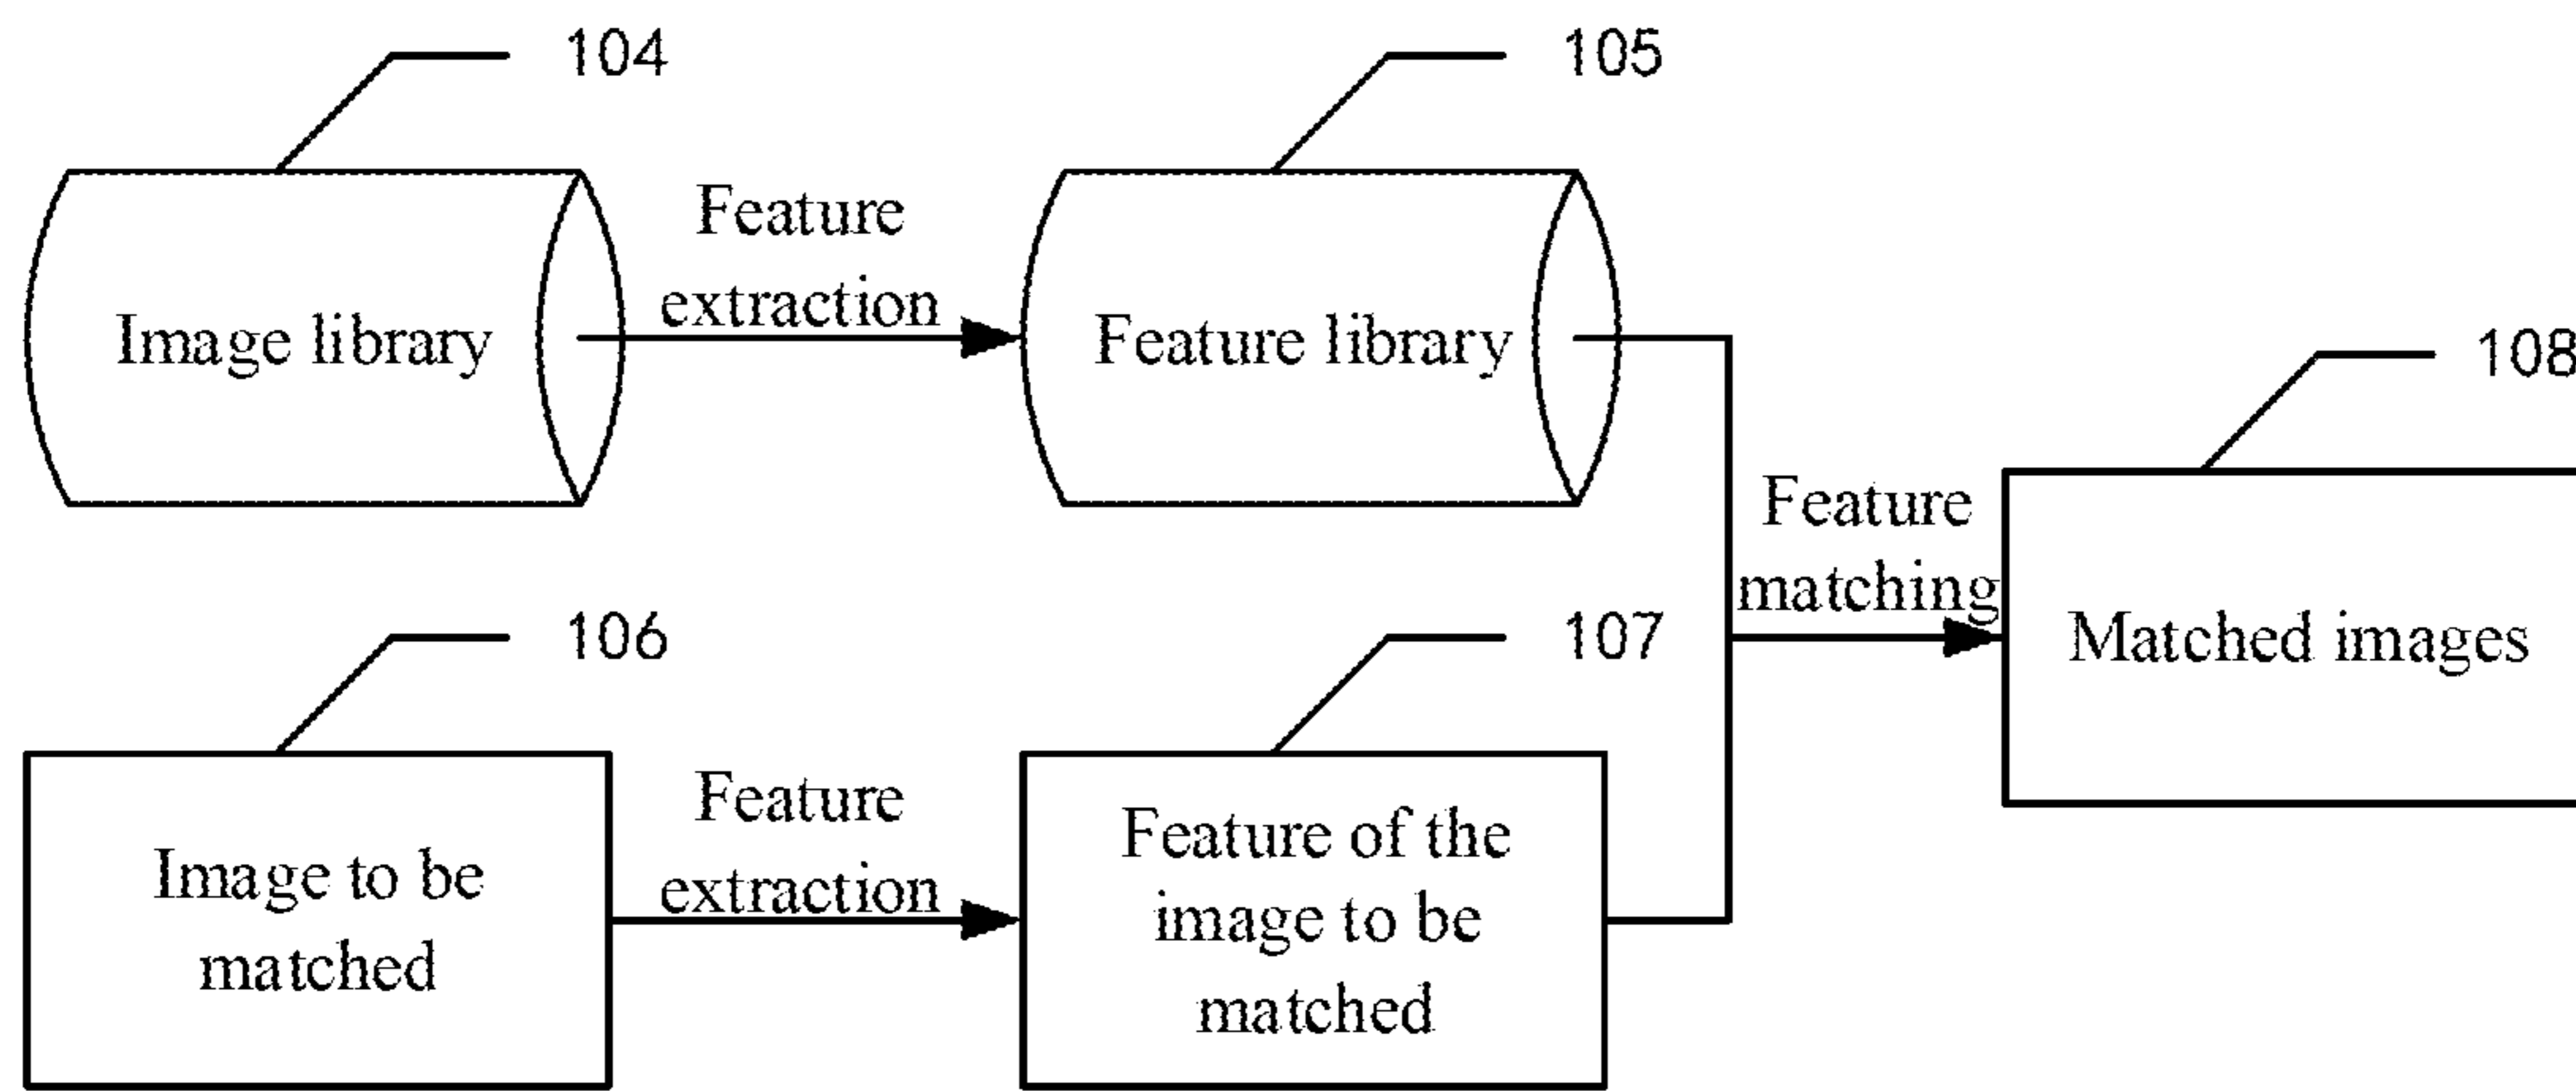 104
105
Feature
extraction
Image library
Feature library
108
Feature
matching
Matched images
106
107
Feature
extraction
Image to be
matched
Feature of the
image to be
matched